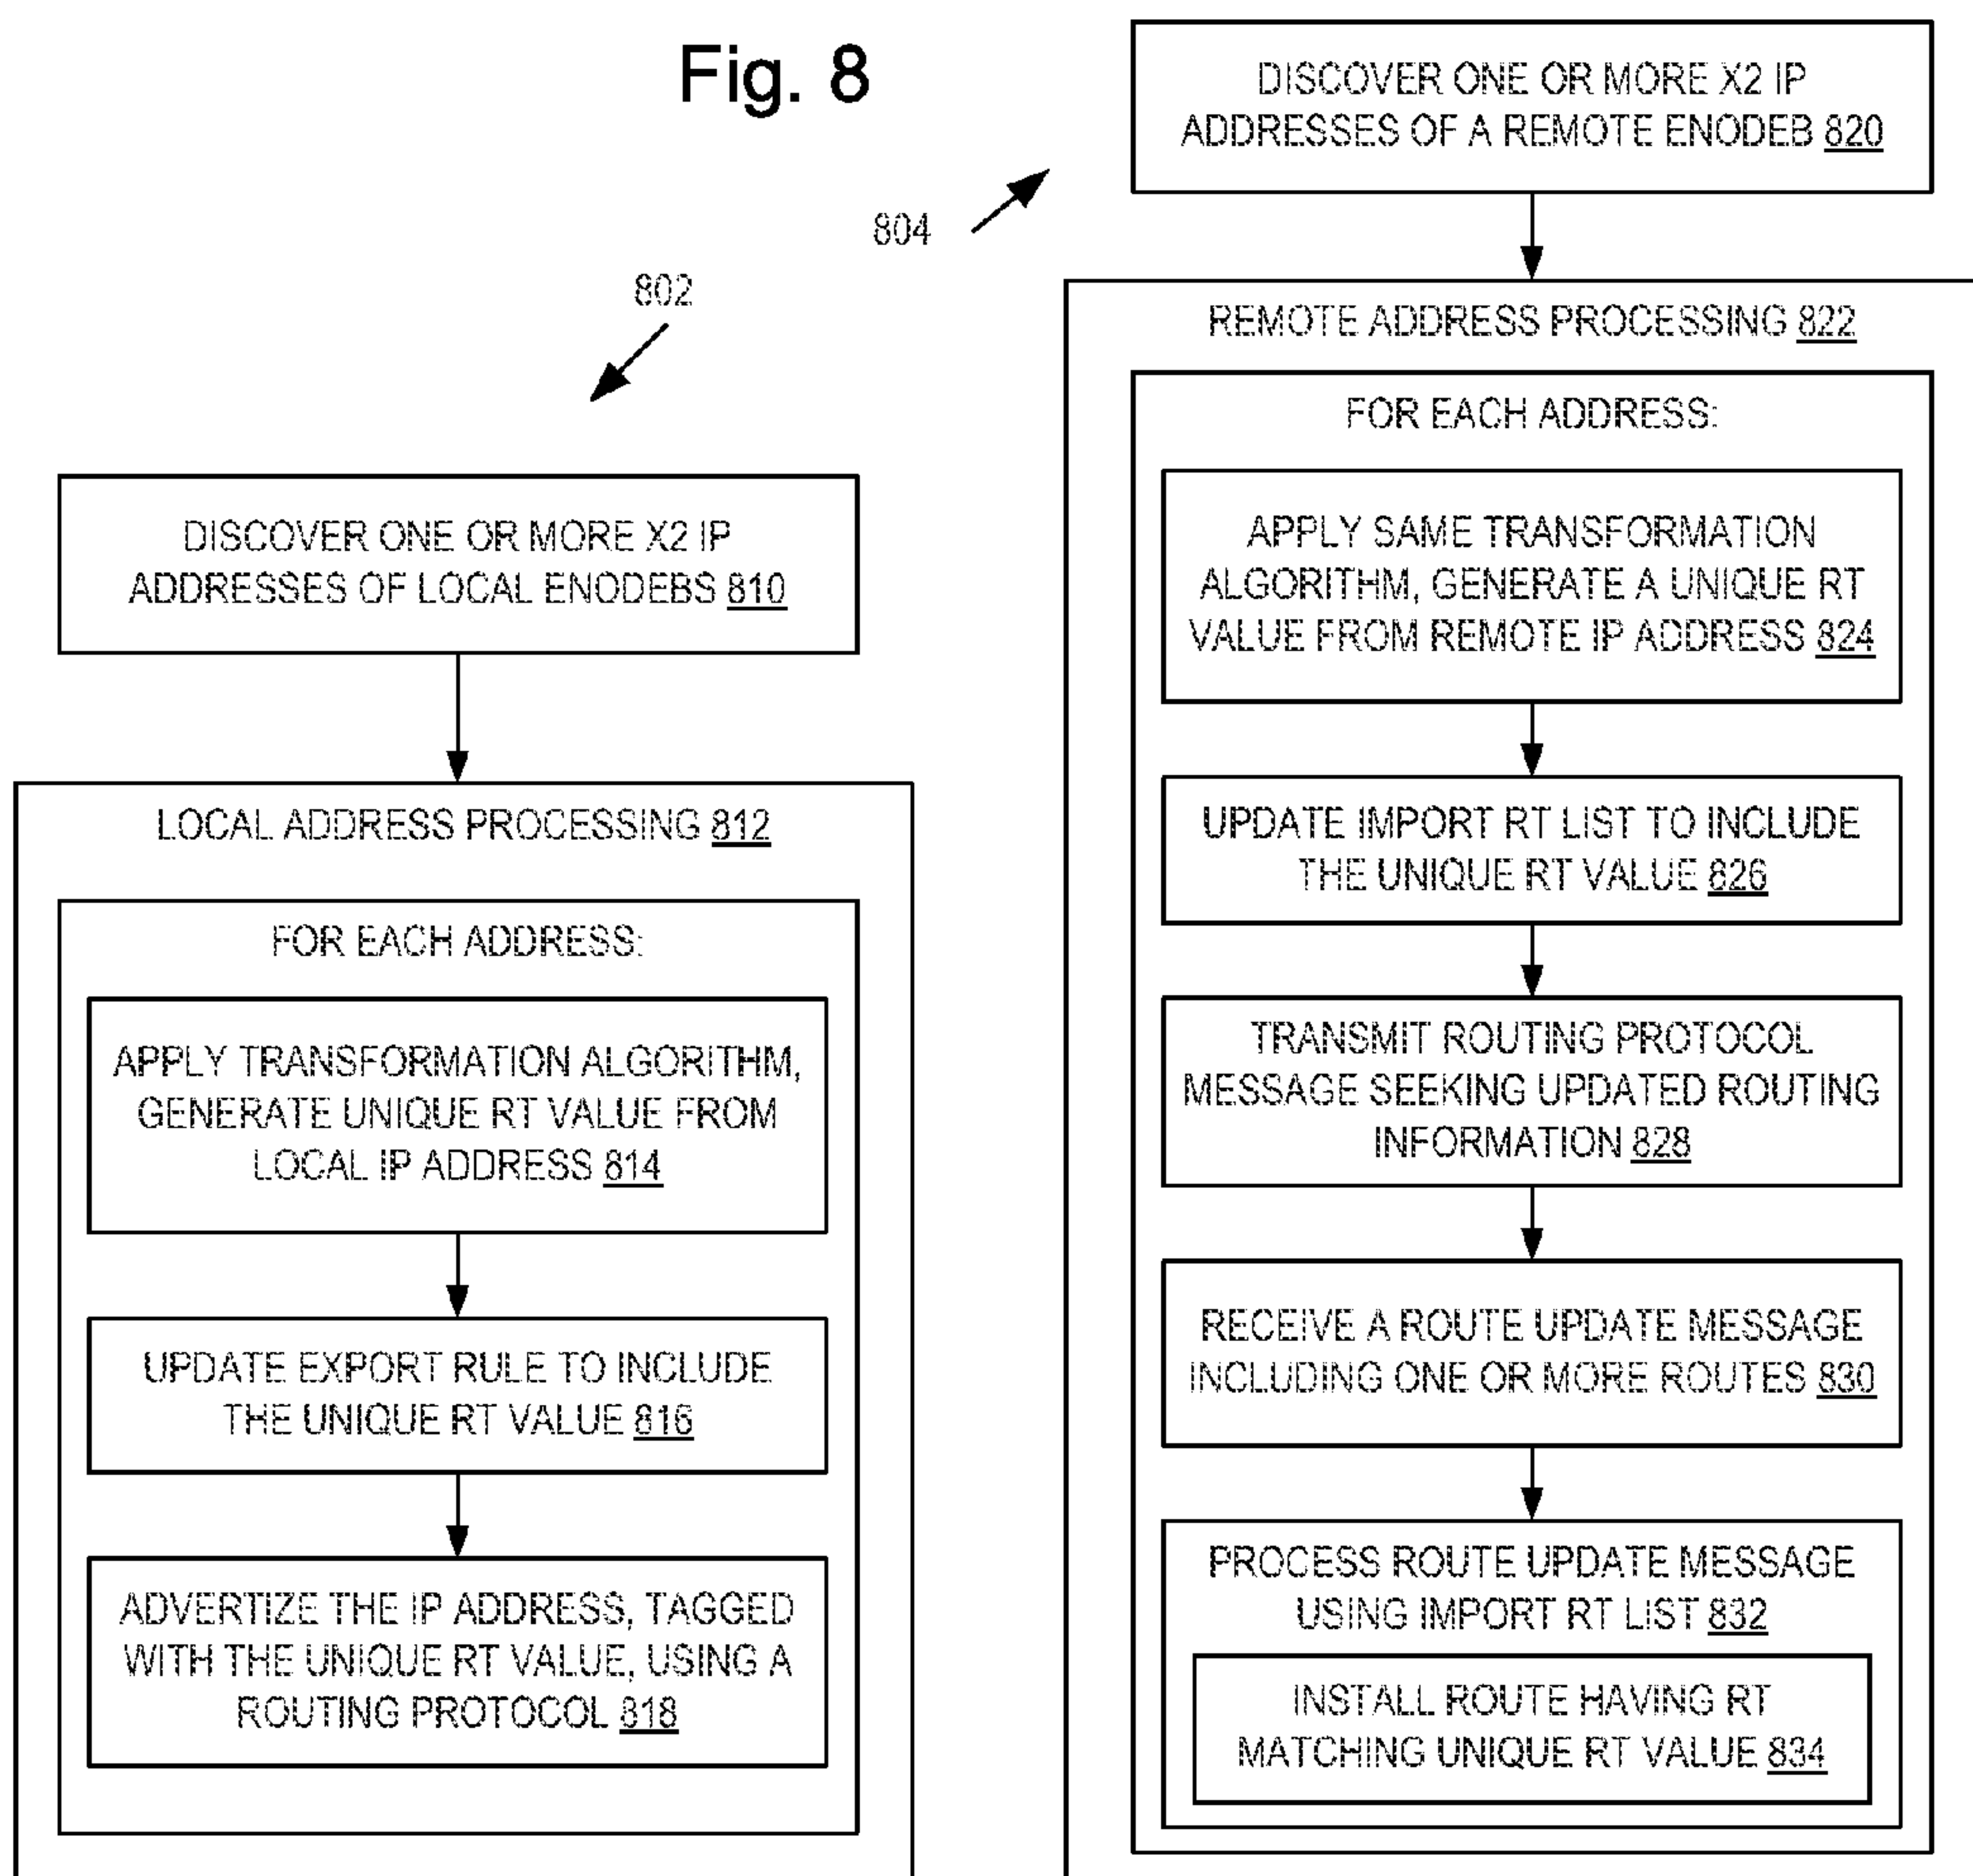 Fig. 8
802
DISCOVER ONE OR MORE X2 IP
ADDRESSES OF LOCAL ENODEBS 810
LOCAL ADDRESS PROCESSING 812
FOR EACH ADDRESS:
APPLY TRANSFORMATION ALGORITHM,
GENERATE UNIQUE RT VALUE FROM
LOCAL IP ADDRESS 814
UPDATE EXPORT RULE TO INCLUDE
THE UNIQUE RT VALUE 816
ADVERTIZE THE IP ADDRESS, TAGGED
WITH THE UNIQUE RT VALUE, USING A
ROUTING PROTOCOL 818
804
DISCOVER ONE OR MORE X2 IP
ADDRESSES OF A REMOTE ENODEB 820
REMOTE ADDRESS PROCESSING 822
FOR EACH ADDRESS:
APPLY SAME TRANSFORMATION
ALGORITHM, GENERATE A UNIQUE RT
VALUE FROM REMOTE IP ADDRESS 824
UPDATE IMPORT RT LIST TO INCLUDE
THE UNIQUE RT VALUE 826
TRANSMIT ROUTING PROTOCOL
MESSAGE SEEKING UPDATED ROUTING
INFORMATION 828
RECEIVE A ROUTE UPDATE MESSAGE
INCLUDING ONE OR MORE ROUTES 830
PROCESS ROUTE UPDATE MESSAGE
USING IMPORT RT LIST 832
INSTALL ROUTE HAVING RT
MATCHING UNIQUE RT VALUE 834